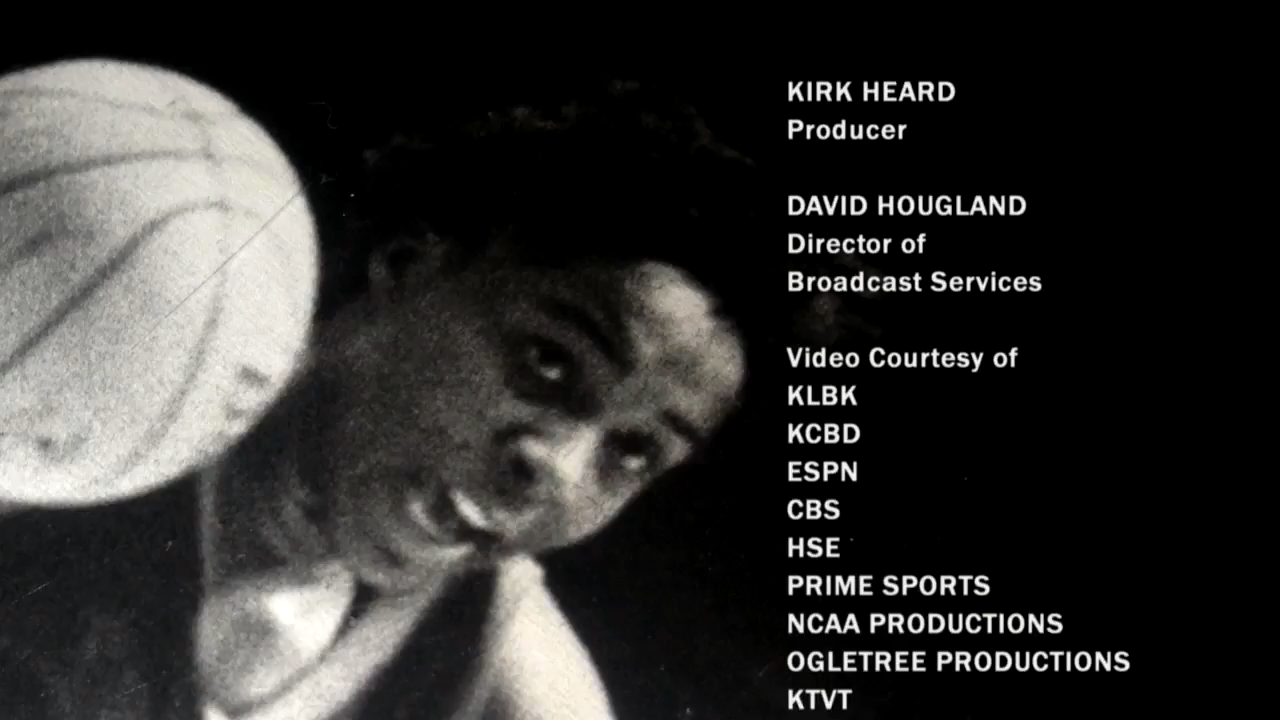 KIRK HEARD
Producer
DAVID HOUGLAND
Director of
Broadcast Services
Video Courtesy of
KLBK
KCBD
ESPN
CBS
HSE
PRIME SPORTS
NCAA PRODUCTIONS
OGLETREE PRODUCTIONS
KTVT